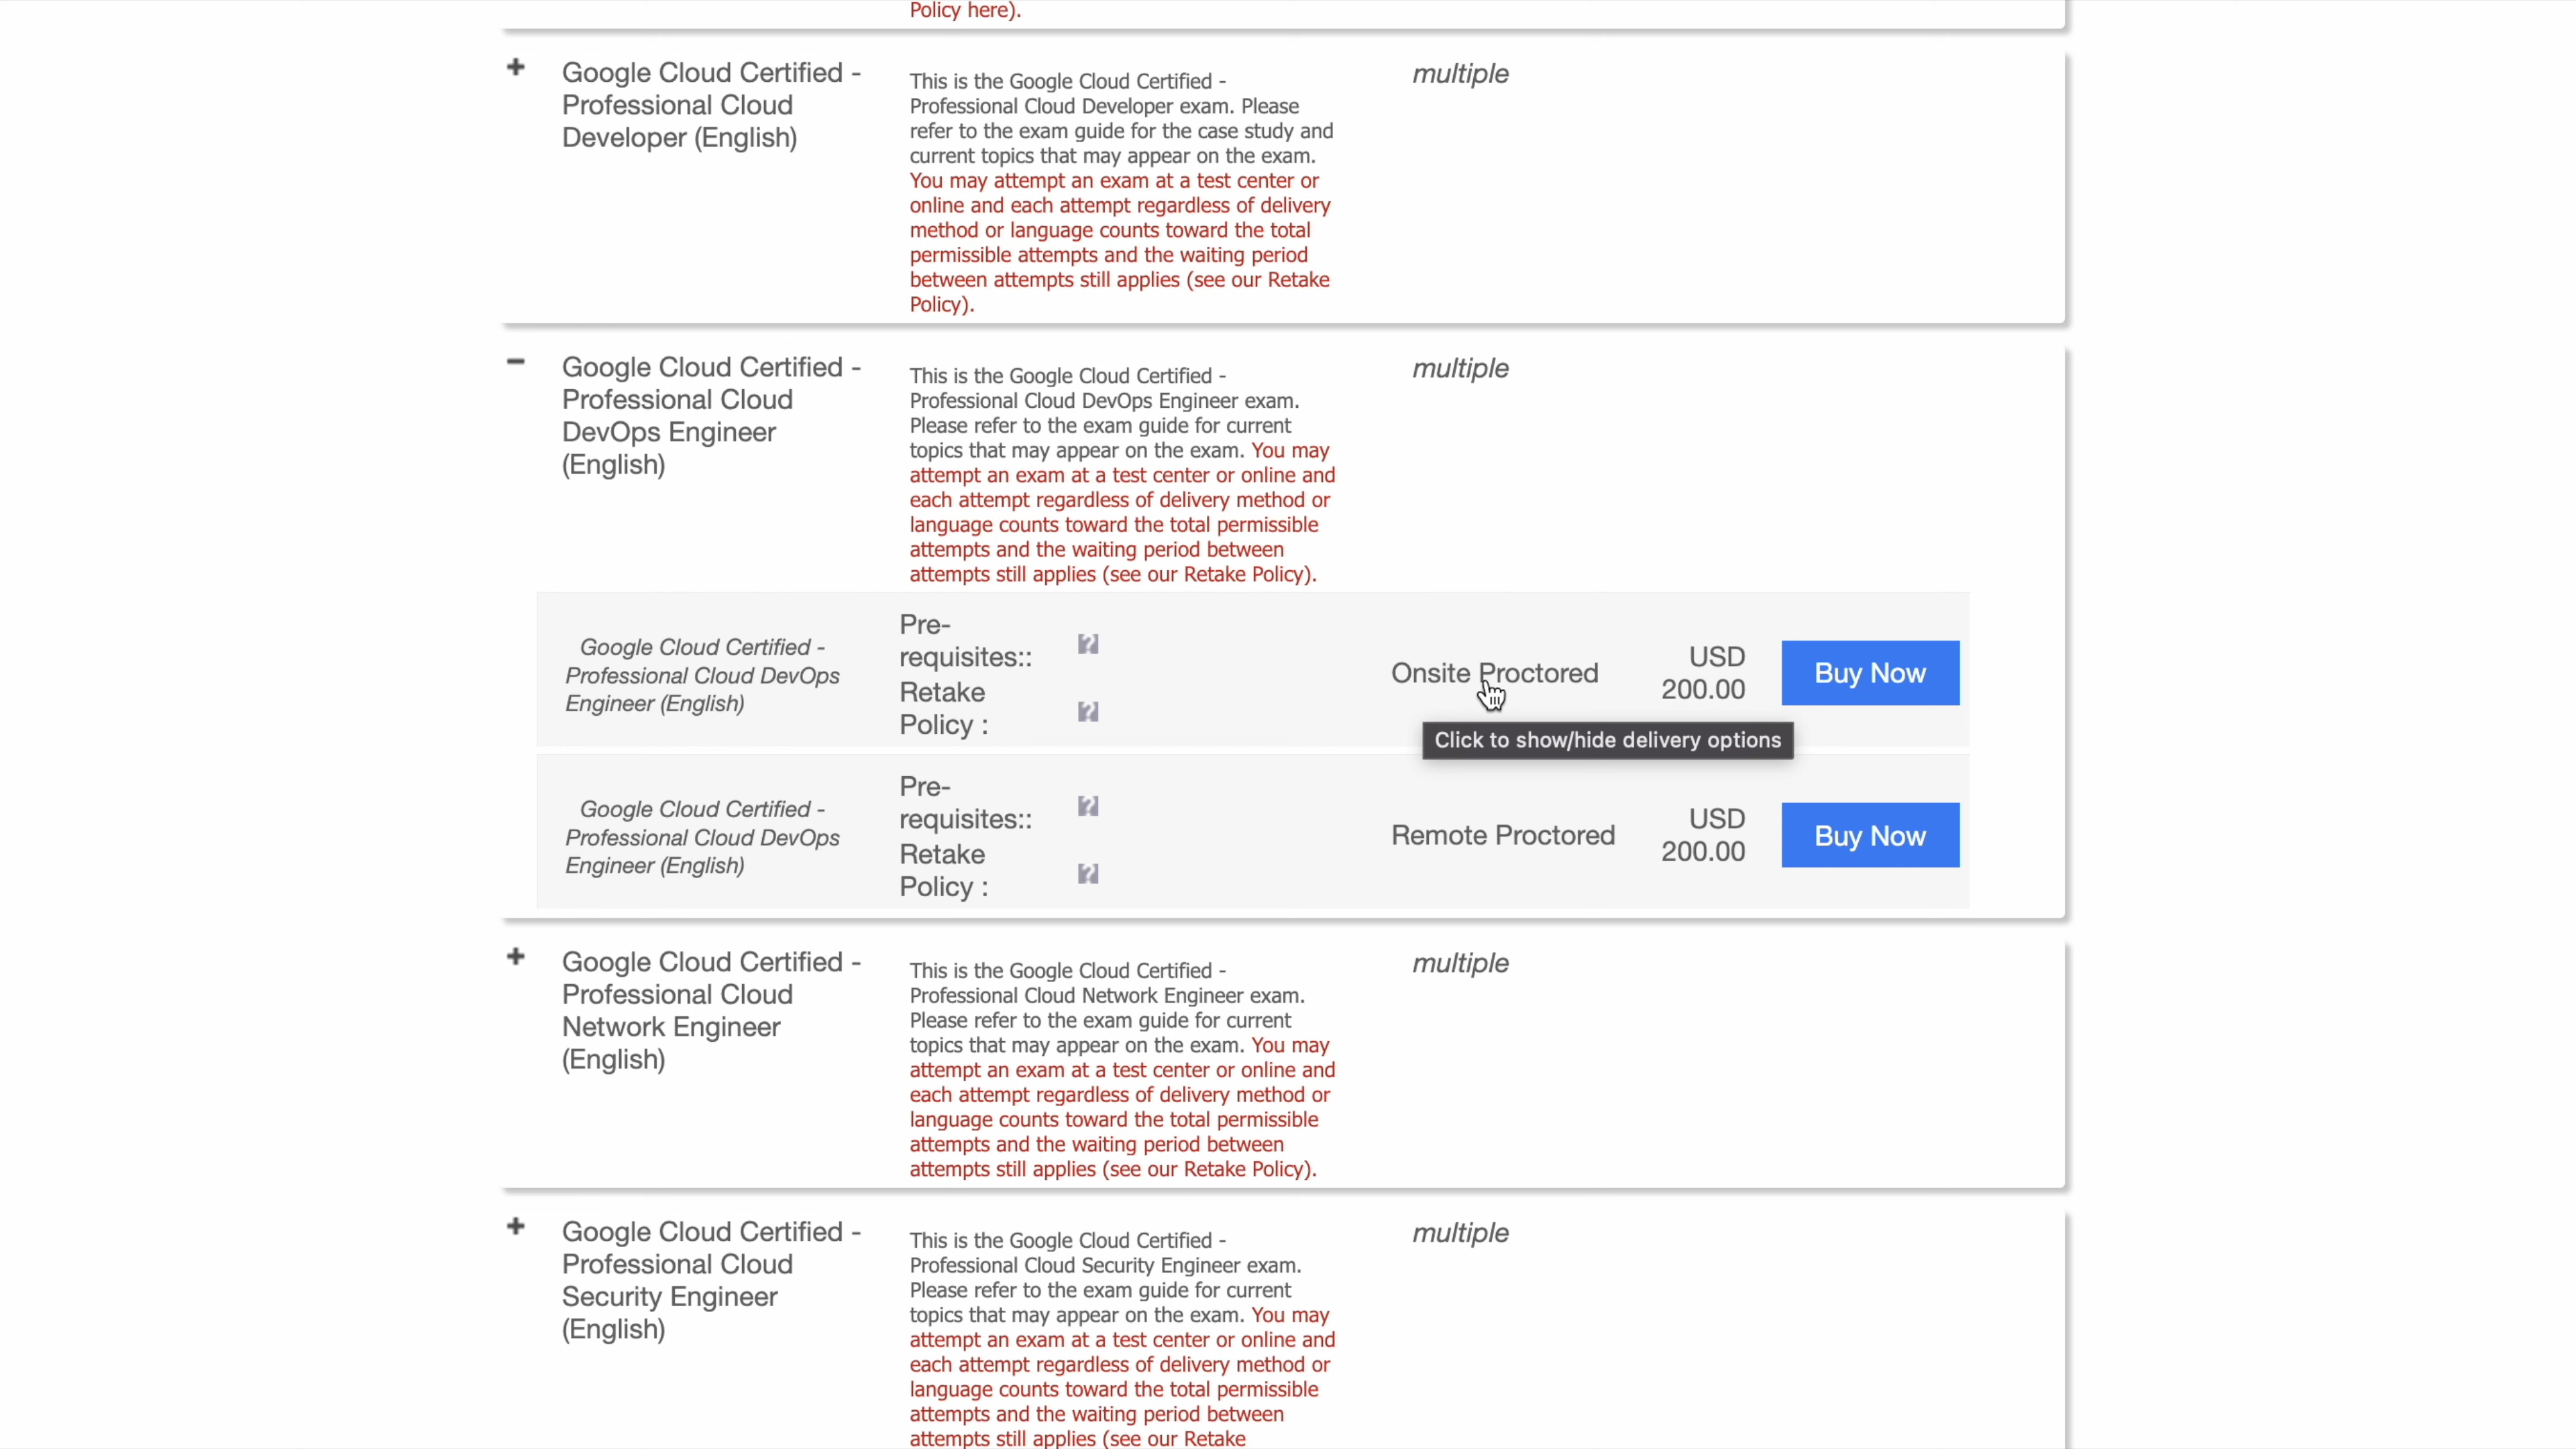 Policy here).
Google Cloud Certified -
Professional Cloud
Developer (English)
This is the Google Cloud Certified -
Professional Cloud Developer exam. Please
refer to the exam guide for the case study and
current topics that may appear on the exam.
You may attempt an exam at a test center or
online and each attempt regardless of delivery
method or language counts toward the total
permissible attempts and the waiting period
between attempts still applies (see our Retake
Policy).
multiple
Google Cloud Certified -
Professional Cloud
DevOps Engineer
(English)
This is the Google Cloud Certified -
Professional Cloud DevOps Engineer exam.
Please refer to the exam guide for current
topics that may appear on the exam. You may
attempt an exam at a test center or online and
each attempt regardless of delivery method or
language counts toward the total permissible
attempts and the waiting period between
attempts still applies (see our Retake Policy).
multiple
Google Cloud Certified -
Professional Cloud DevOps
Engineer (English)
Pre-
requisites::
Retake
Policy :
Onsite Proctored
USD
200.00
Buy Now
Click to show/hide delivery options
Google Cloud Certified -
Professional Cloud DevOps
Engineer (English)
Pre-
requisites::
Retake
Policy :
Remote Proctored
USD
200.00
Buy Now
Google Cloud Certified -
Professional Cloud
Network Engineer
(English)
This is the Google Cloud Certified -
Professional Cloud Network Engineer exam.
Please refer to the exam guide for current
topics that may appear on the exam. You may
attempt an exam at a test center or online and
each attempt regardless of delivery method or
language counts toward the total permissible
attempts and the waiting period between
attempts still applies (see our Retake Policy).
multiple
Google Cloud Certified -
Professional Cloud
Security Engineer
(English)
This is the Google Cloud Certified -
Professional Cloud Security Engineer exam.
Please refer to the exam guide for current
topics that may appear on the exam. You may
attempt an exam at a test center or online and
each attempt regardless of delivery method or
language counts toward the total permissible
attempts and the waiting period between
attempts still applies (see our Retake
multiple